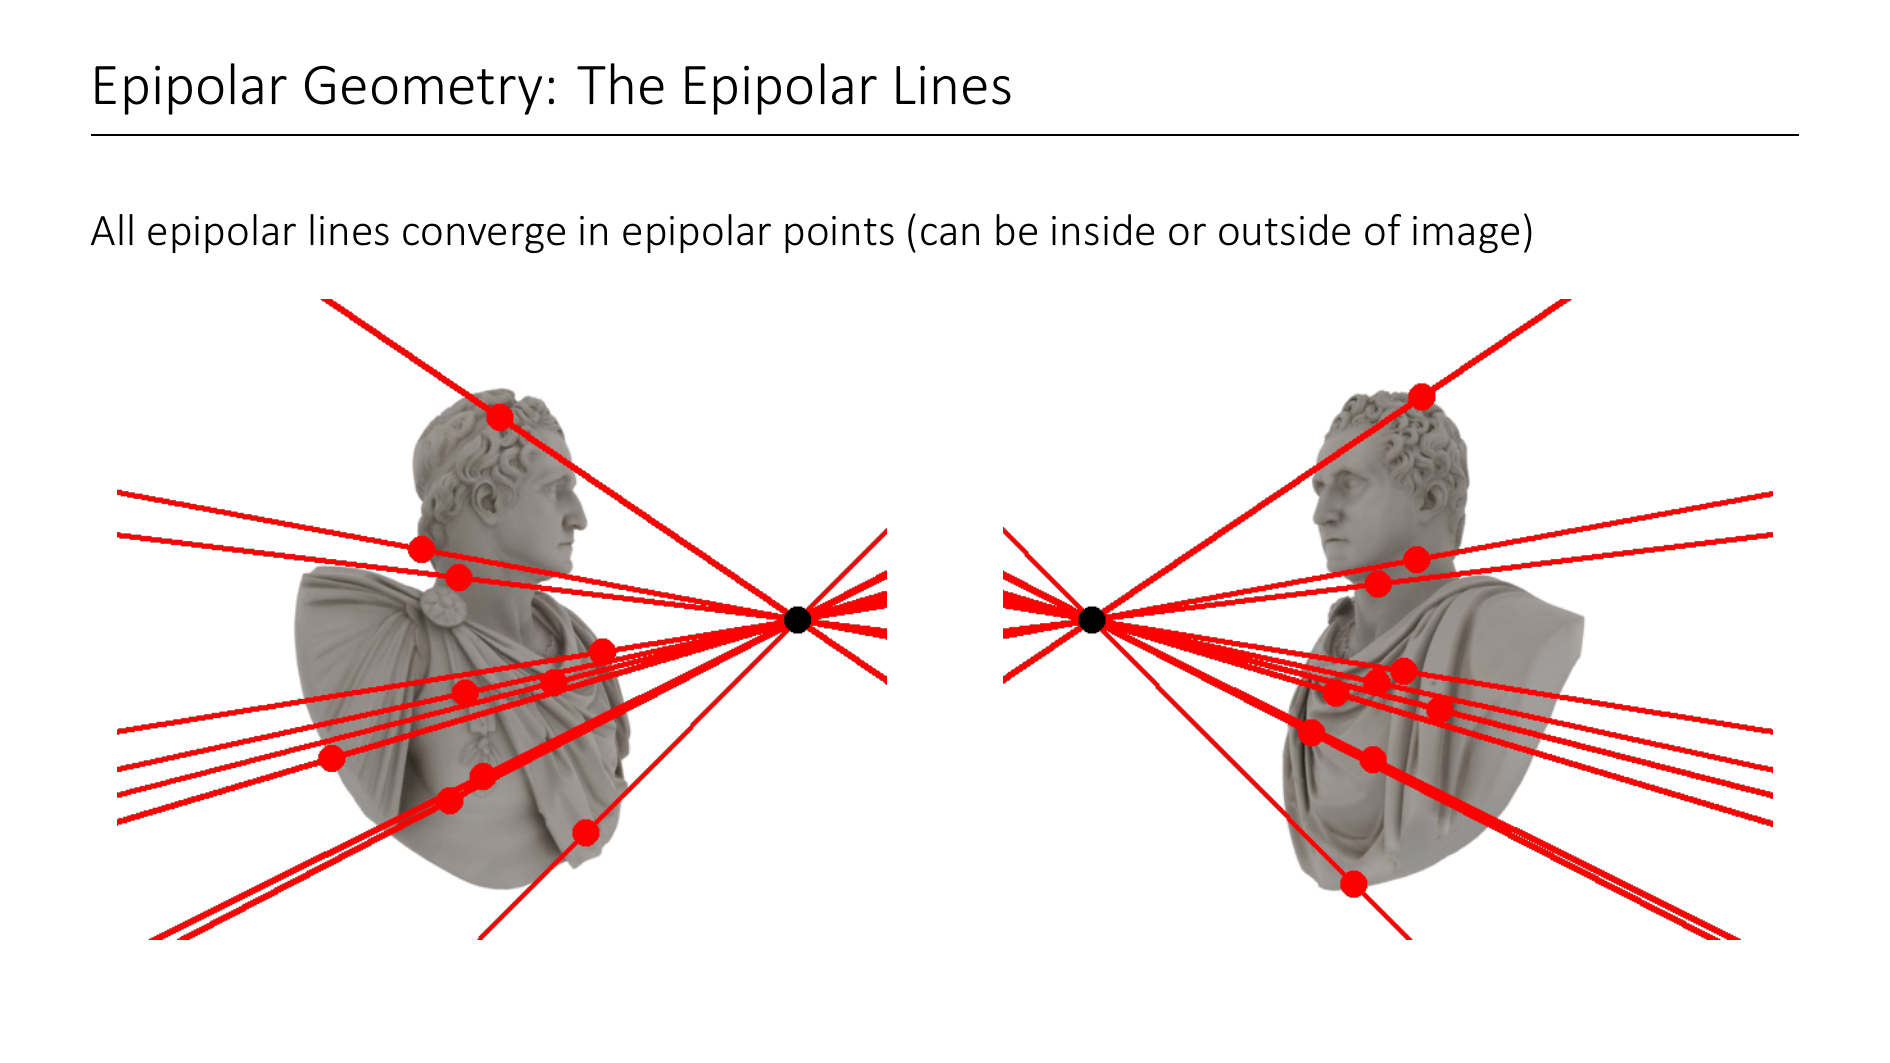 Epipolar Geometry: The Epipolar Lines
All epipolar lines converge in epipolar points (can be inside or outside of image)